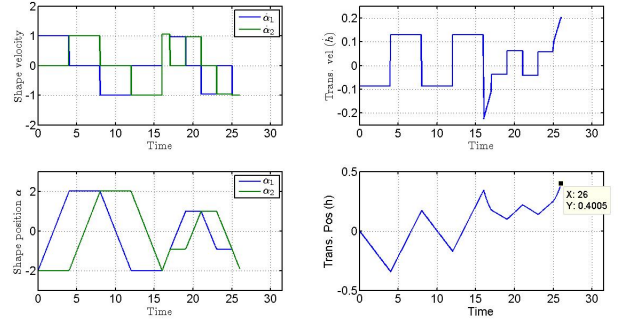 2
1
0
-1
-2
0 5 10 15 20 25 30
Time
Shape velocity
α̇₁
α̇₂
0.2
0.1
0
-0.1
-0.2
0 5 10 15 20 25 30
Time
Trans. vel (ḣ)
2
0
-2
0 5 10 15 20 25 30
Time
Shape position α
α₁
α₂
0.5
0
-0.5
0 5 10 15 20 25 30
Time
Trans. Pos (h)
X: 26
Y: 0.4005